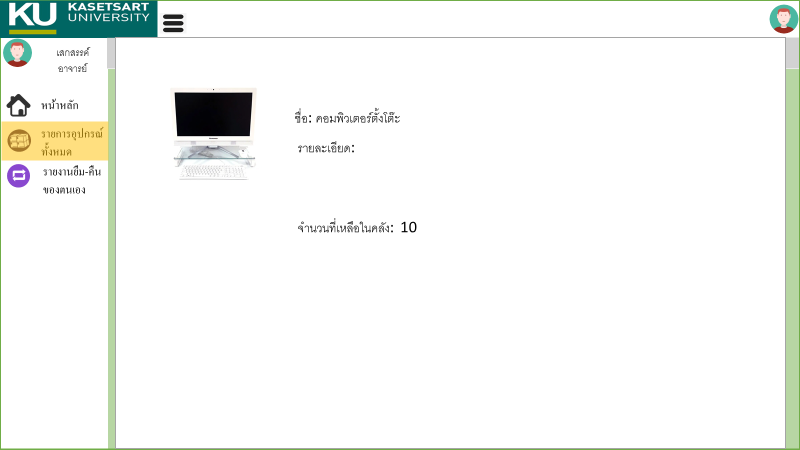 KU
KASETSART
UNIVERSITY
เสกสรรค์
อาจารย์
หน้าหลัก
รายการอุปกรณ์
ทั้งหมด
รายงานยืม-คืน
ของตนเอง
ชื่อ: คอมพิวเตอร์ตั้งโต๊ะ
รายละเอียด:
จำนวนที่เหลือในคลัง: 10